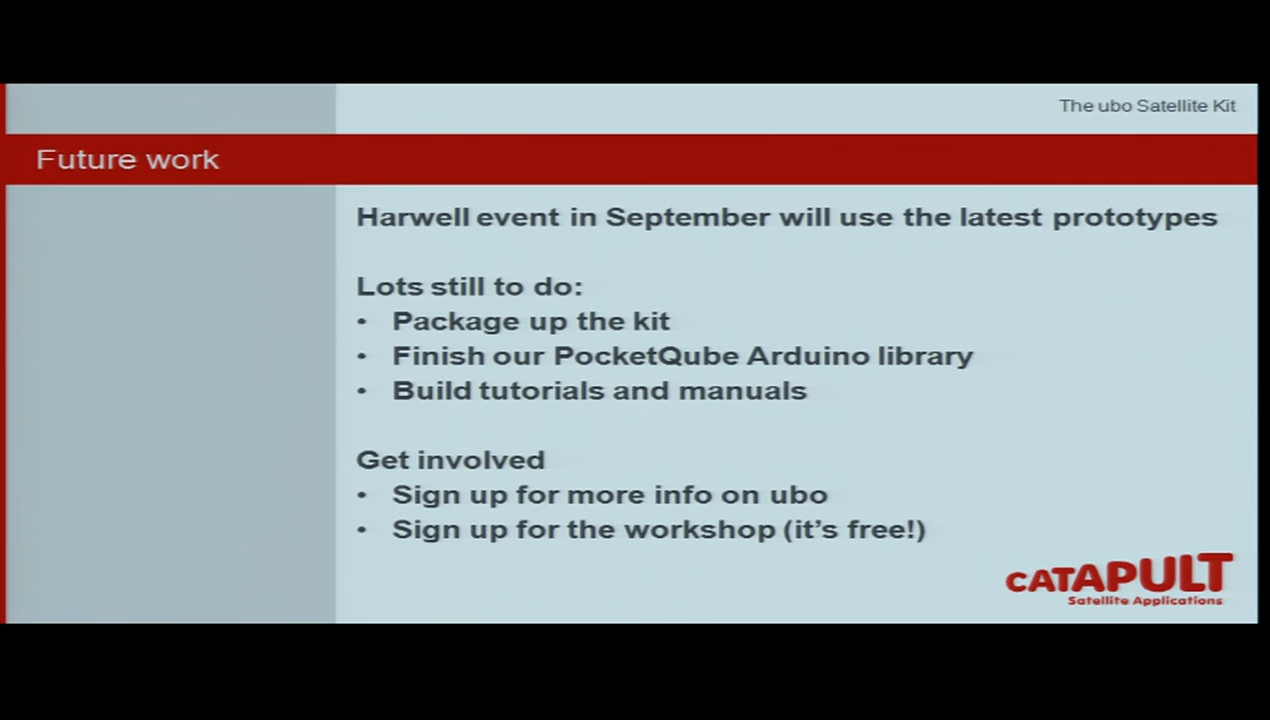 The ubo Satellite Kit
Future work
Harwell event in September will use the latest prototypes
Lots still to do:
• Package up the kit
• Finish our PocketQube Arduino library
• Build tutorials and manuals
Get involved
• Sign up for more info on ubo
• Sign up for the workshop (it's free!)
CATAPULT
Satellite Applications